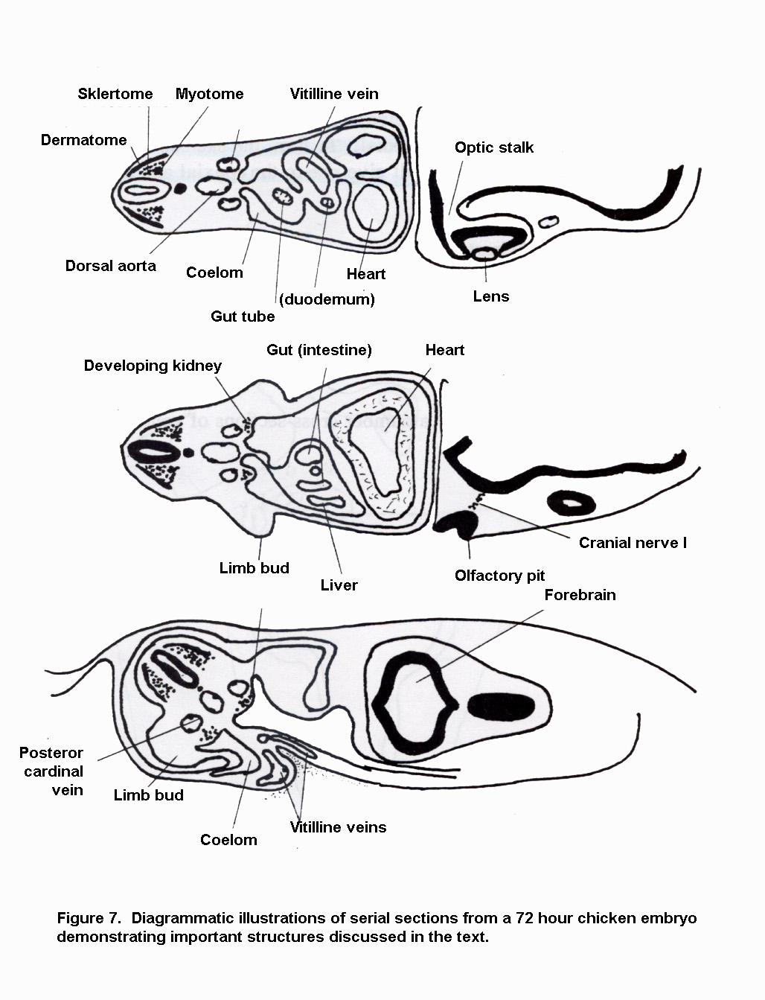 Sklertome Myotome Vitilline vein
Dermatome
Optic stalk
Dorsal aorta
Coelom
Heart
(duodemum)
Lens
Gut tube
Gut (intestine) Heart
Developing kidney
Cranial nerve I
Limb bud
Olfactory pit
Liver
Forebrain
Posteror
cardinal
vein
Limb bud
Vitilline veins
Coelom
Figure 7. Diagrammatic illustrations of serial sections from a 72 hour chicken embryo
demonstrating important structures discussed in the text.